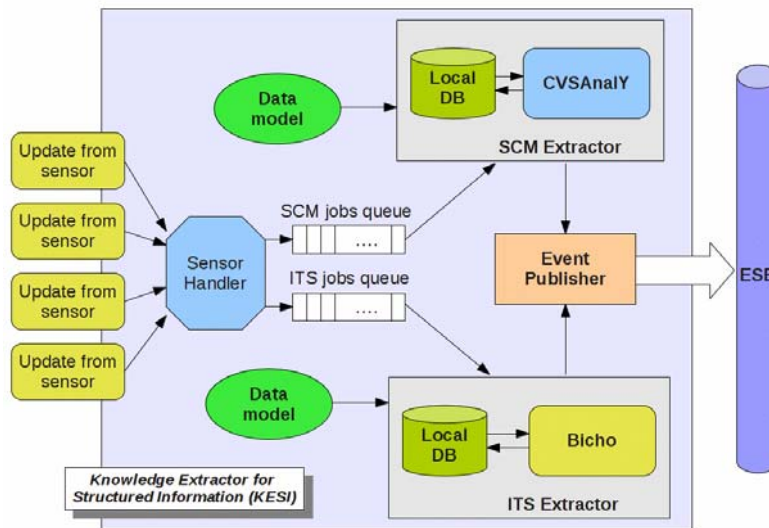 Local
DB
CVSAnalY
SCM Extractor
Data
model
Update from
sensor
Update from
sensor
Update from
sensor
Update from
sensor
Sensor
Handler
SCM jobs queue
....
ITS jobs queue
....
Event
Publisher
ESB
Data
model
Local
DB
Bicho
ITS Extractor
Knowledge Extractor for
Structured Information (KESI)